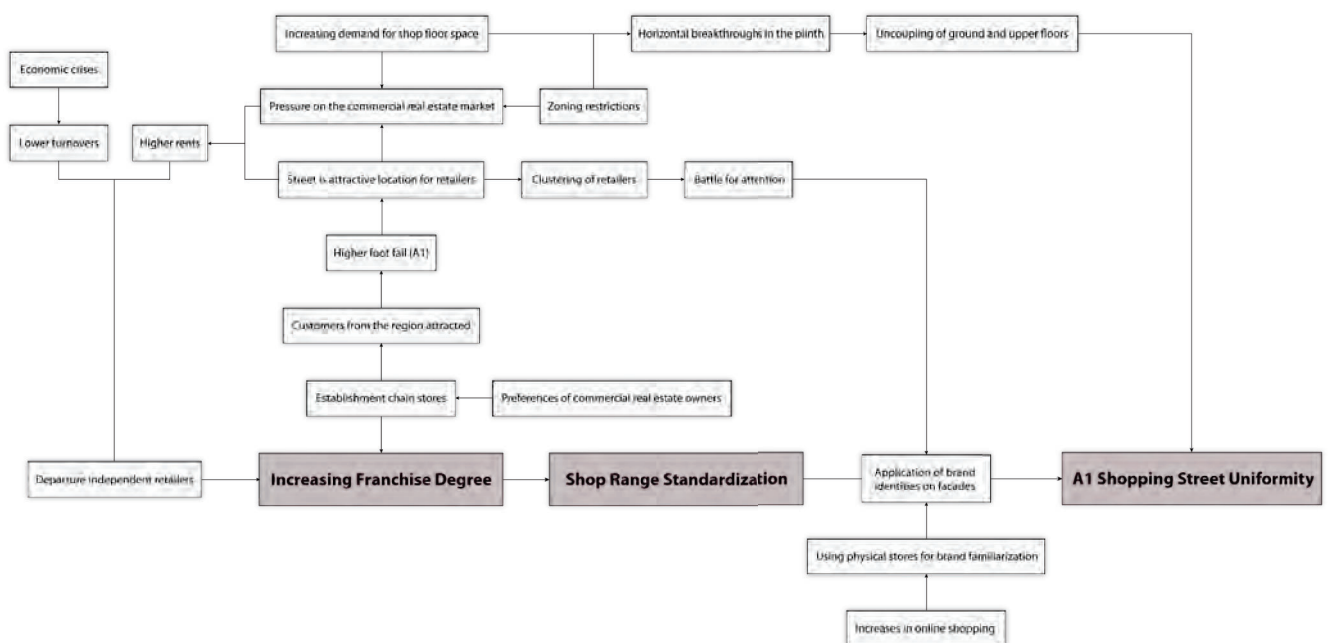 Increasing demand for shop floor space
Horizontal breakthroughs in the plinth
Uncoupling of ground and upper floors
Economic crises
Pressure on the commercial real estate market
Zoning restrictions
Lower turnovers
Higher rents
Street is attractive location for retailers
Clustering of retailers
Battle for attention
Higher foot fall (A1)
Customers from the region attracted
Establishment chain stores
Preferences of commercial real estate owners
Departure independent retailers
Increasing Franchise Degree
Shop Range Standardization
Application of brand
identities on facades
A1 Shopping Street Uniformity
Using physical stores for brand familiarization
Increases in online shopping